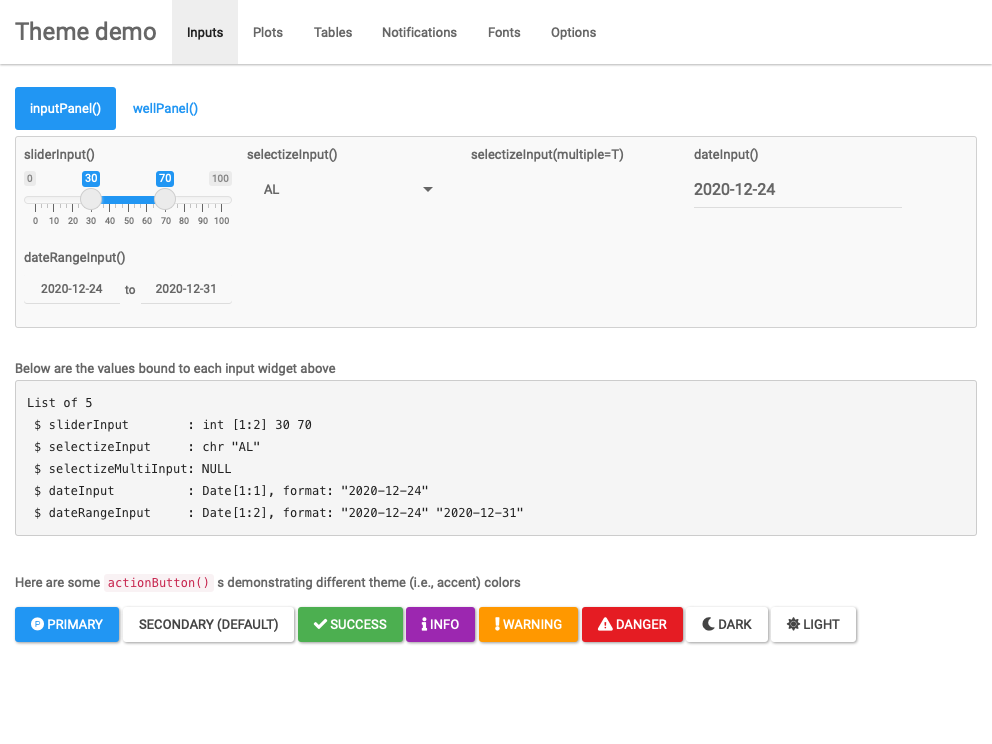 Theme demo Inputs Plots Tables Notifications Fonts Options
inputPanel() wellPanel()
sliderInput() selectizeInput() selectizeInput(multiple=T) dateInput()
0 30 70 100
AL
2020-12-24
0 10 20 30 40 50 60 70 80 90 100
dateRangeInput()
2020-12-24 to 2020-12-31
Below are the values bound to each input widget above
List of 5
$ sliderInput : int [1:2] 30 70
$ selectizeInput : chr "AL"
$ selectizeMultiInput: NULL
$ dateInput : Date[1:1], format: "2020-12-24"
$ dateRangeInput : Date[1:2], format: "2020-12-24" "2020-12-31"
Here are some actionButton() s demonstrating different theme (i.e., accent) colors
PRIMARY SECONDARY (DEFAULT) SUCCESS INFO WARNING DANGER DARK LIGHT